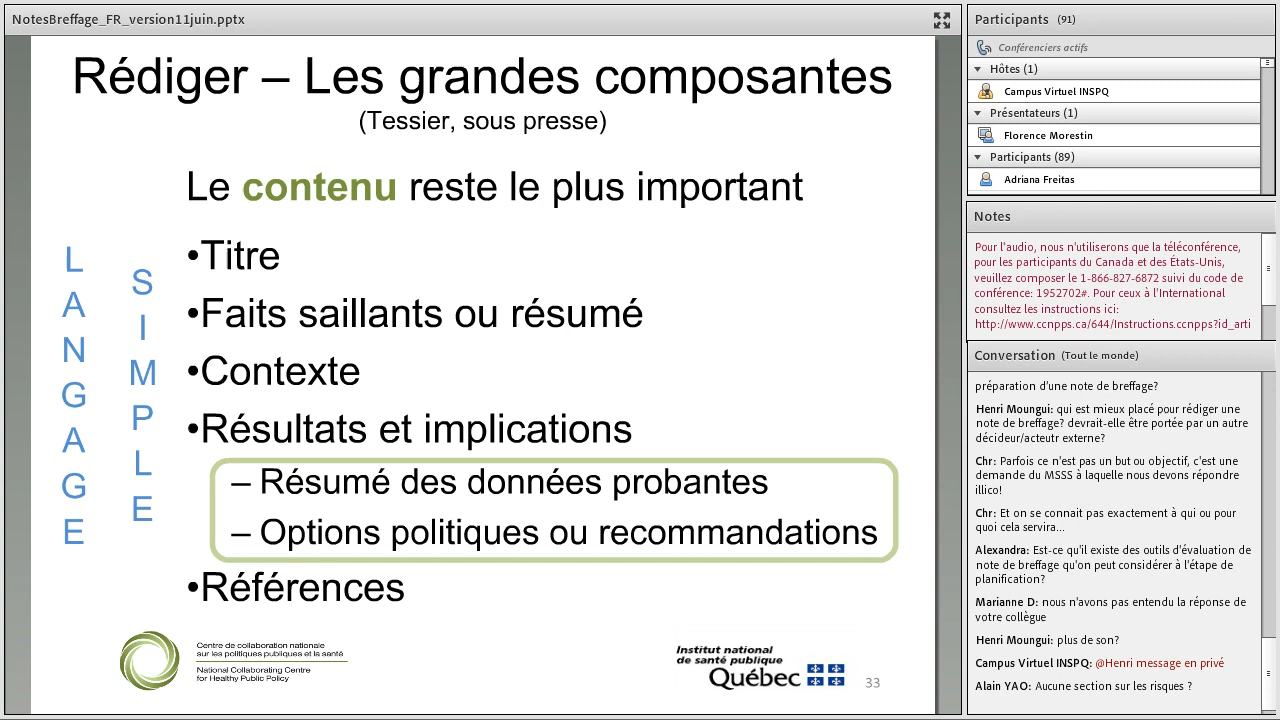 NotesBreffage_FR_version11juin.pptx
Rédiger – Les grandes composantes
(Tessier, sous presse)
Le contenu reste le plus important
LANGAGE
SIMPLE
•Titre
•Faits saillants ou résumé
•Contexte
•Résultats et implications
– Résumé des données probantes
– Options politiques ou recommandations
•Références
Centre de collaboration nationale
sur les politiques publiques et la santé
National Collaborating Centre
for Healthy Public Policy
Institut national
de santé publique
Québec
33
Participants (91)
Conférenciers actifs
Hôtes (1)
Campus Virtuel INSPQ
Présentateurs (1)
Florence Morestin
Participants (89)
Adriana Freitas
Notes
Pour l'audio, nous n'utiliserons que la téléconférence,
pour les participants du Canada et des États-Unis,
veuillez composer le 1-866-827-6872 suivi du code de
conférence: 1952702#. Pour ceux à l'International
consultez les instructions ici:
http://www.ccnpps.ca/644/Instructions.ccnpps?id_arti
Conversation (Tout le monde)
préparation d'une note de breffage?
Henri Moungui: qui est mieux placé pour rédiger une
note de breffage? devrait-elle être portée par un autre
décideur/acteutr externe?
Chr: Parfois ce n'est pas un but ou objectif, c'est une
demande du MSSS à laquelle nous devons répondre
illico!
Chr: Et on se connait pas exactement à qui ou pour
quoi cela servira...
Alexandra: Est-ce qu'il existe des outils d'évaluation de
note de breffage qu'on peut considérer à l'étape de
planification?
Marianne D: nous n'avons pas entendu la réponse de
votre collègue
Henri Moungui: plus de son?
Campus Virtuel INSPQ: @Henri message en privé
Alain YAO: Aucune section sur les risques ?